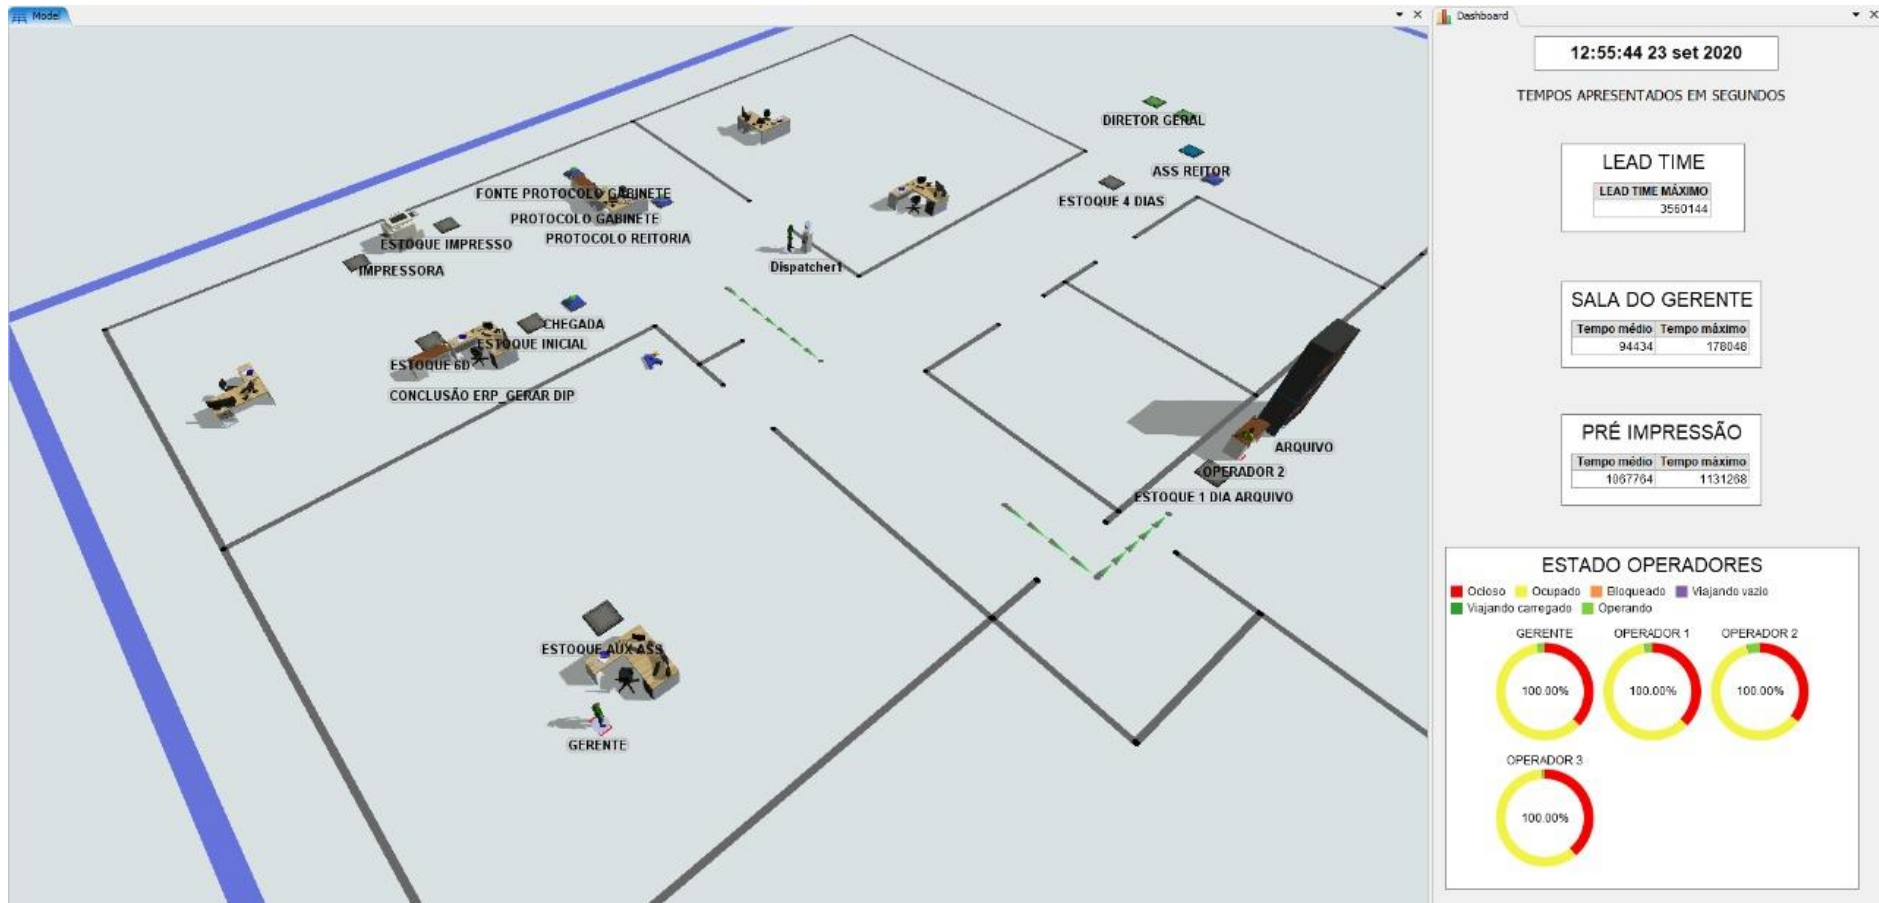 Model
DIRETOR GERAL
ASS REITOR
ESTOQUE 4 DIAS
FONTE PROTOCOLO GABINETE
PROTOCOLO GABINETE
PROTOCOLO REITORIA
ESTOQUE IMPRESSO
IMPRESSORA
Dispatcher1
CHEGADA
ESTOQUE INICIAL
ESTOQUE 6D
CONCLUSÃO ERP_GERAR DIP
ARQUIVO
OPERADOR 2
ESTOQUE 1 DIA ARQUIVO
ESTOQUE AUX ASS
GERENTE
Dashboard
12:55:44 23 set 2020
TEMPOS APRESENTADOS EM SEGUNDOS
LEAD TIME
LEAD TIME MÁXIMO
3560144
SALA DO GERENTE
Tempo médio Tempo máximo
94434 178048
PRÉ IMPRESSÃO
Tempo médio Tempo máximo
1067764 1131268
ESTADO OPERADORES
Ocioso Ocupado Bloqueado Viajando vazio
Viajando carregado Operando
GERENTE OPERADOR 1 OPERADOR 2
100.00% 100.00% 100.00%
OPERADOR 3
100.00%